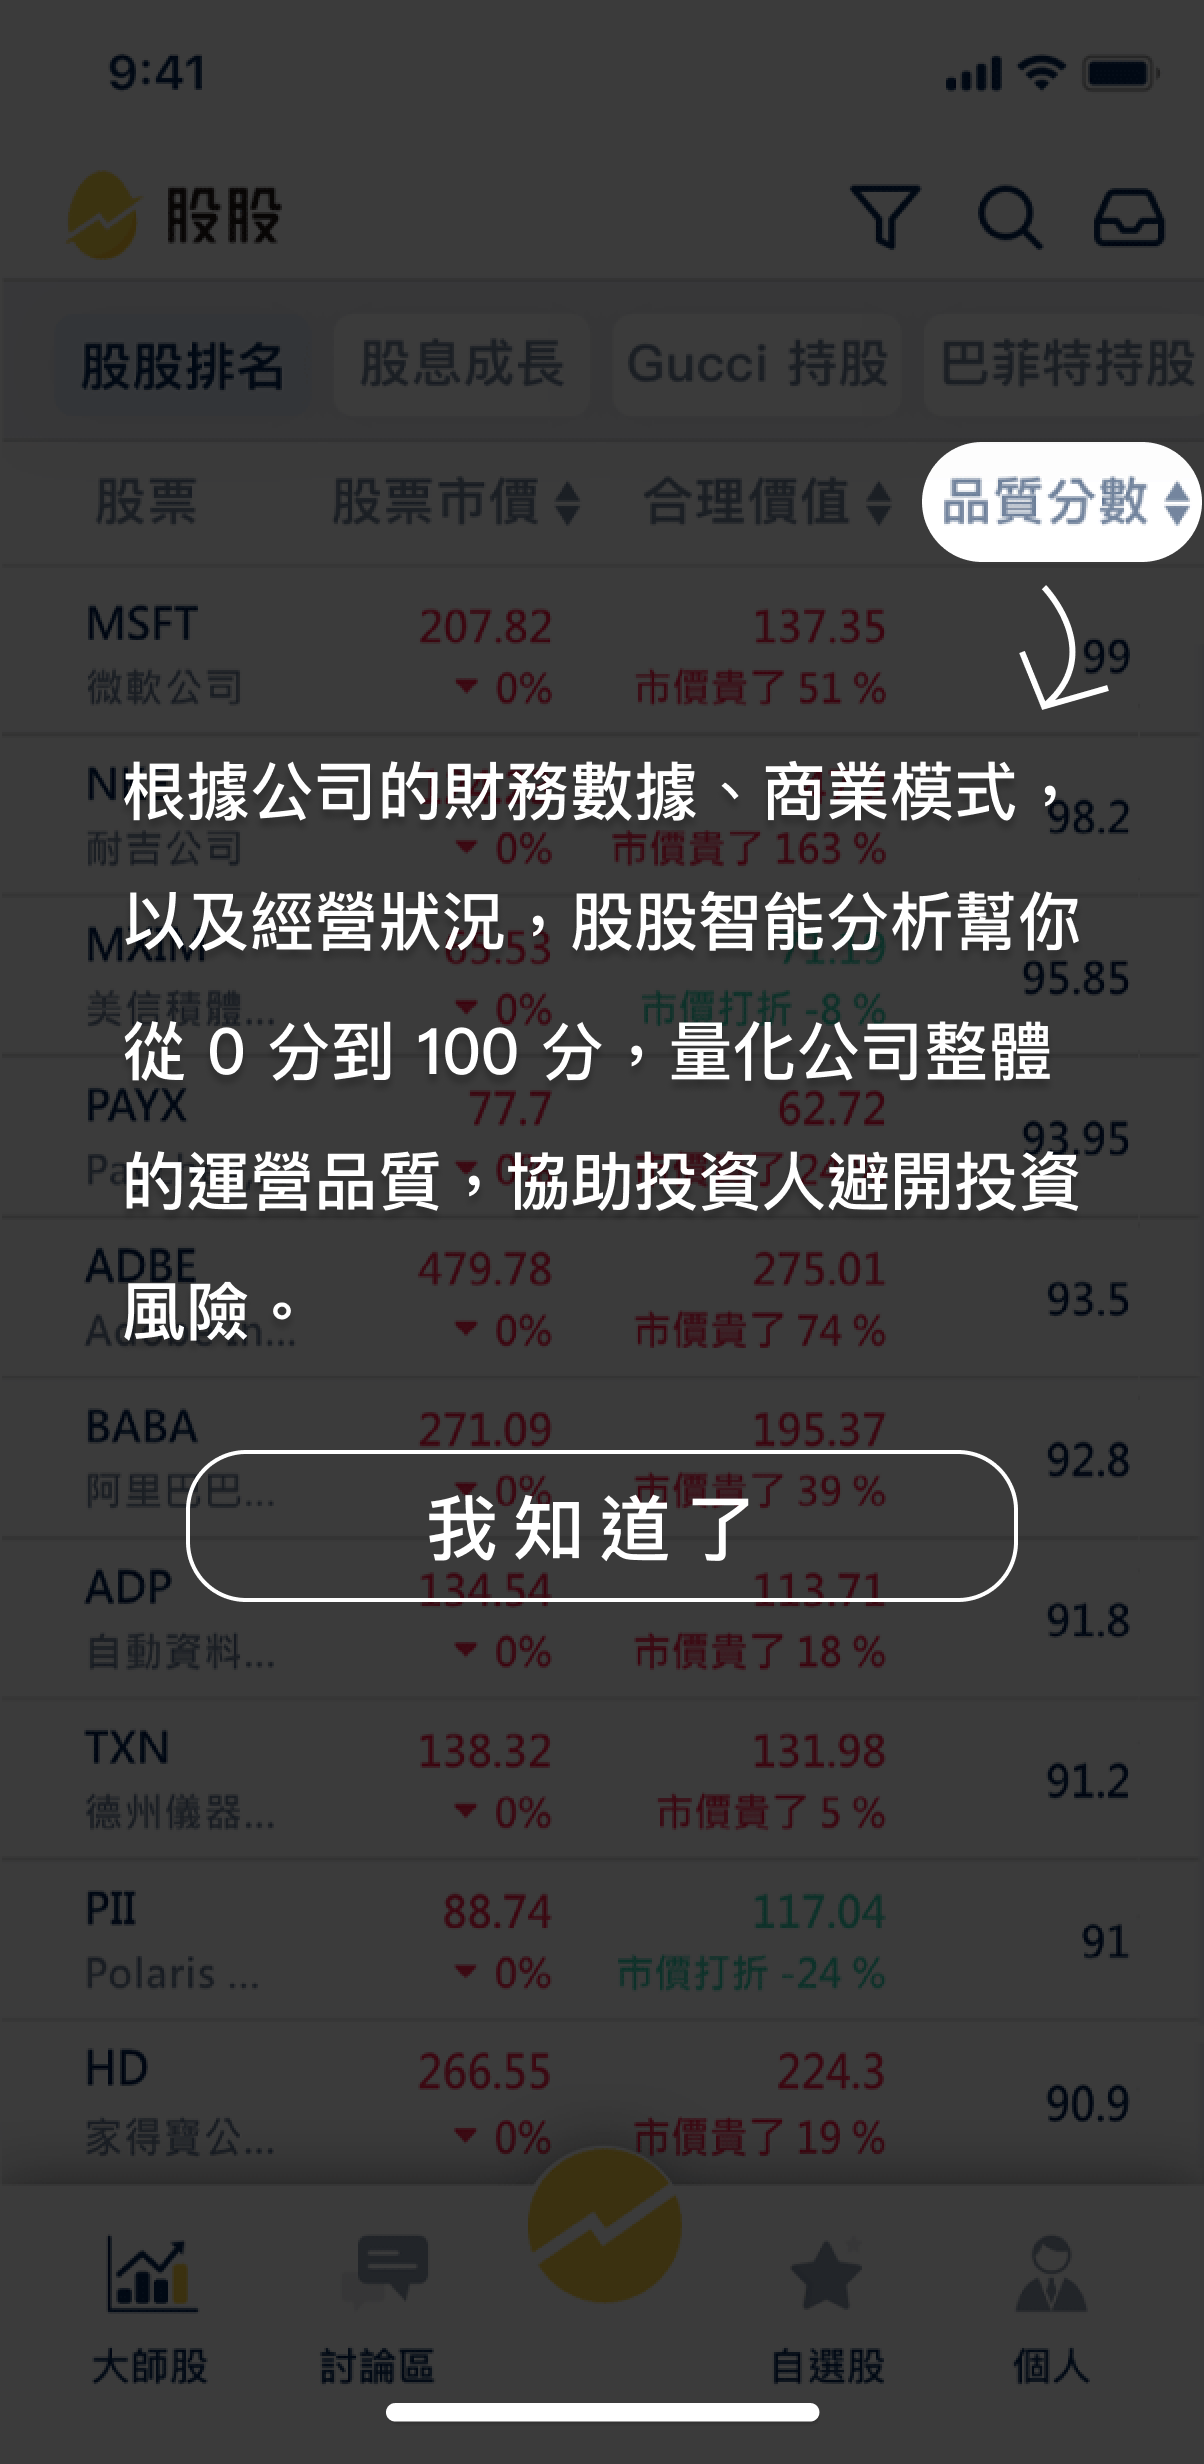 9:41
股股
股股排名 股息成長 Gucci 持股 巴菲特持股
股票 股票市價 合理價值 品質分數
MSFT 207.82 137.35 99
微軟公司 0% 市價貴了 51 %
根據公司的財務數據、商業模式，
98.2
耐吉公司 0% 市價貴了 163 %
以及經營狀況，股股智能分析幫你
MXIM 65.53 71.19 95.85
美信積體... 0% 市價打折 -8 %
從 0 分到 100 分，量化公司整體
PAYX 77.7 62.72 93.95
的運營品質，協助投資人避開投資
ADBE 479.78 275.01 93.5
風險。
0% 市價貴了 74 %
BABA 271.09 195.37 92.8
阿里巴巴... 0% 市價貴了 39 %
我知道了
ADP 134.54 113.71 91.8
自動資料... 0% 市價貴了 18 %
TXN 138.32 131.98 91.2
德州儀器... 0% 市價貴了 5 %
PII 88.74 117.04 91
Polaris ... 0% 市價打折 -24 %
HD 266.55 224.3 90.9
家得寶公... 0% 市價貴了 19 %
大師股 討論區 自選股 個人